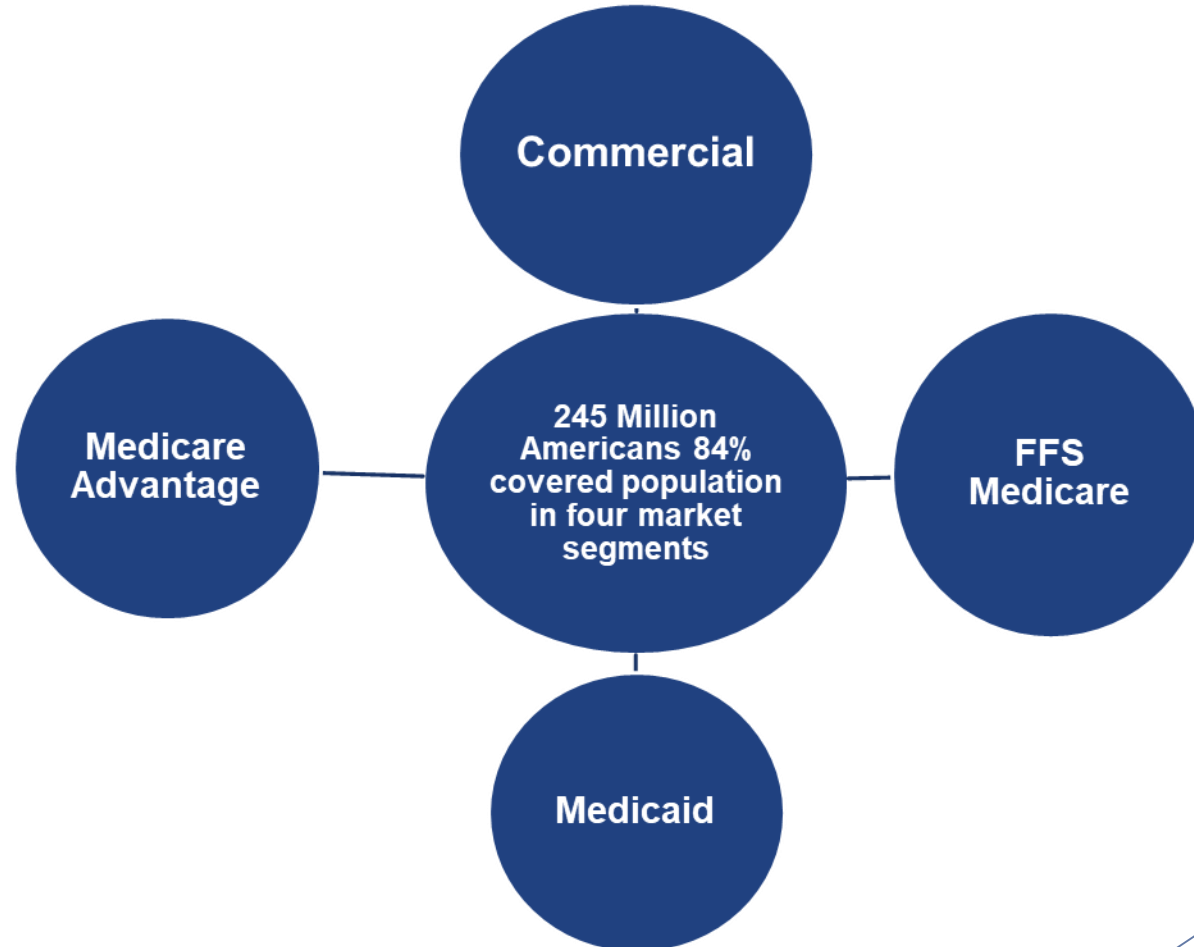 Commercial
Medicare
Advantage
245 Million
Americans 84%
covered population
in four market
segments
FFS
Medicare
Medicaid